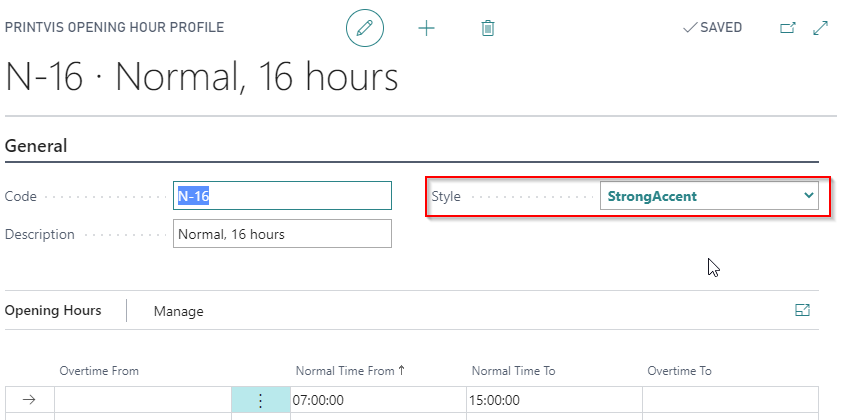 PRINTVIS OPENING HOUR PROFILE
SAVED
N-16 · Normal, 16 hours
General
Code N-16 Style StrongAccent
Description Normal, 16 hours
Opening Hours Manage
Overtime From Normal Time From↑ Normal Time To Overtime To
07:00:00 15:00:00